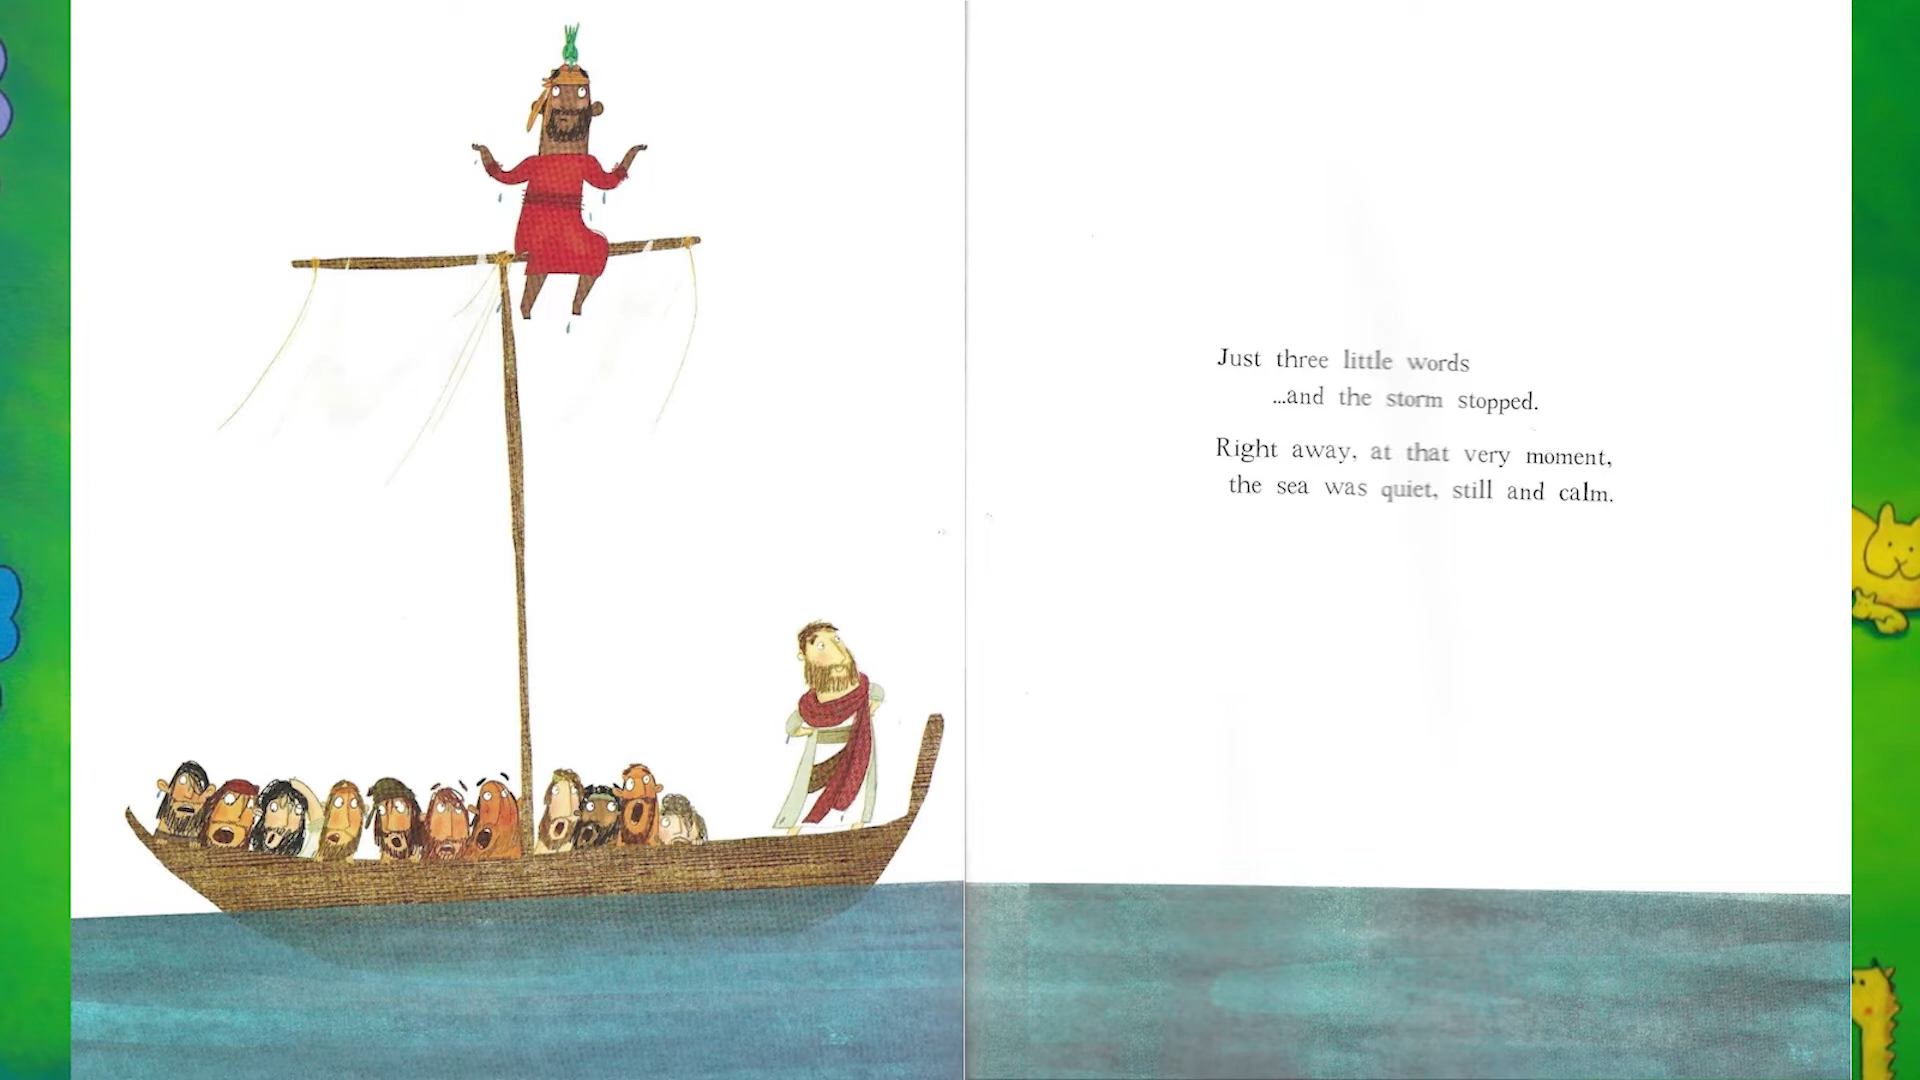 Just three little words
...and the storm stopped.
Right away, at that very moment,
the sea was quiet, still and calm.